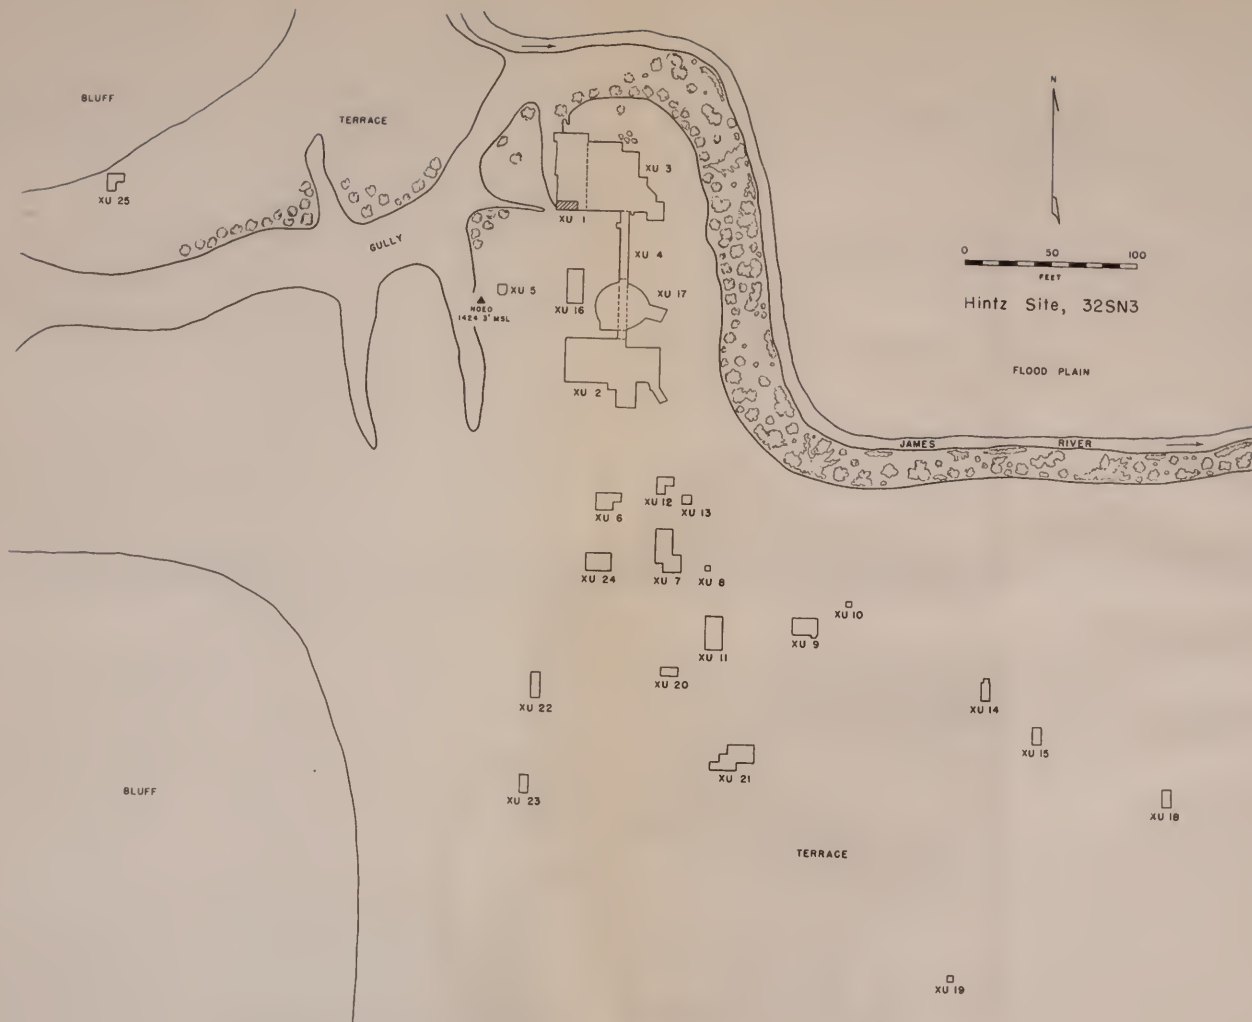 N
BLUFF
TERRACE
XU 3
XU 25
XU 1
GULLY
XU 4
0 50 100
FEET
XU 5
XU 17
XU 16
1424.3' MSL
Hintz Site, 32SN3
FLOOD PLAIN
XU 2
JAMES RIVER
XU 12
XU 13
XU 6
XU 24
XU 7
XU 8
XU 10
XU 9
XU 11
XU 20
XU 22
XU 14
XU 15
XU 21
BLUFF
XU 23
XU 18
TERRACE
XU 19